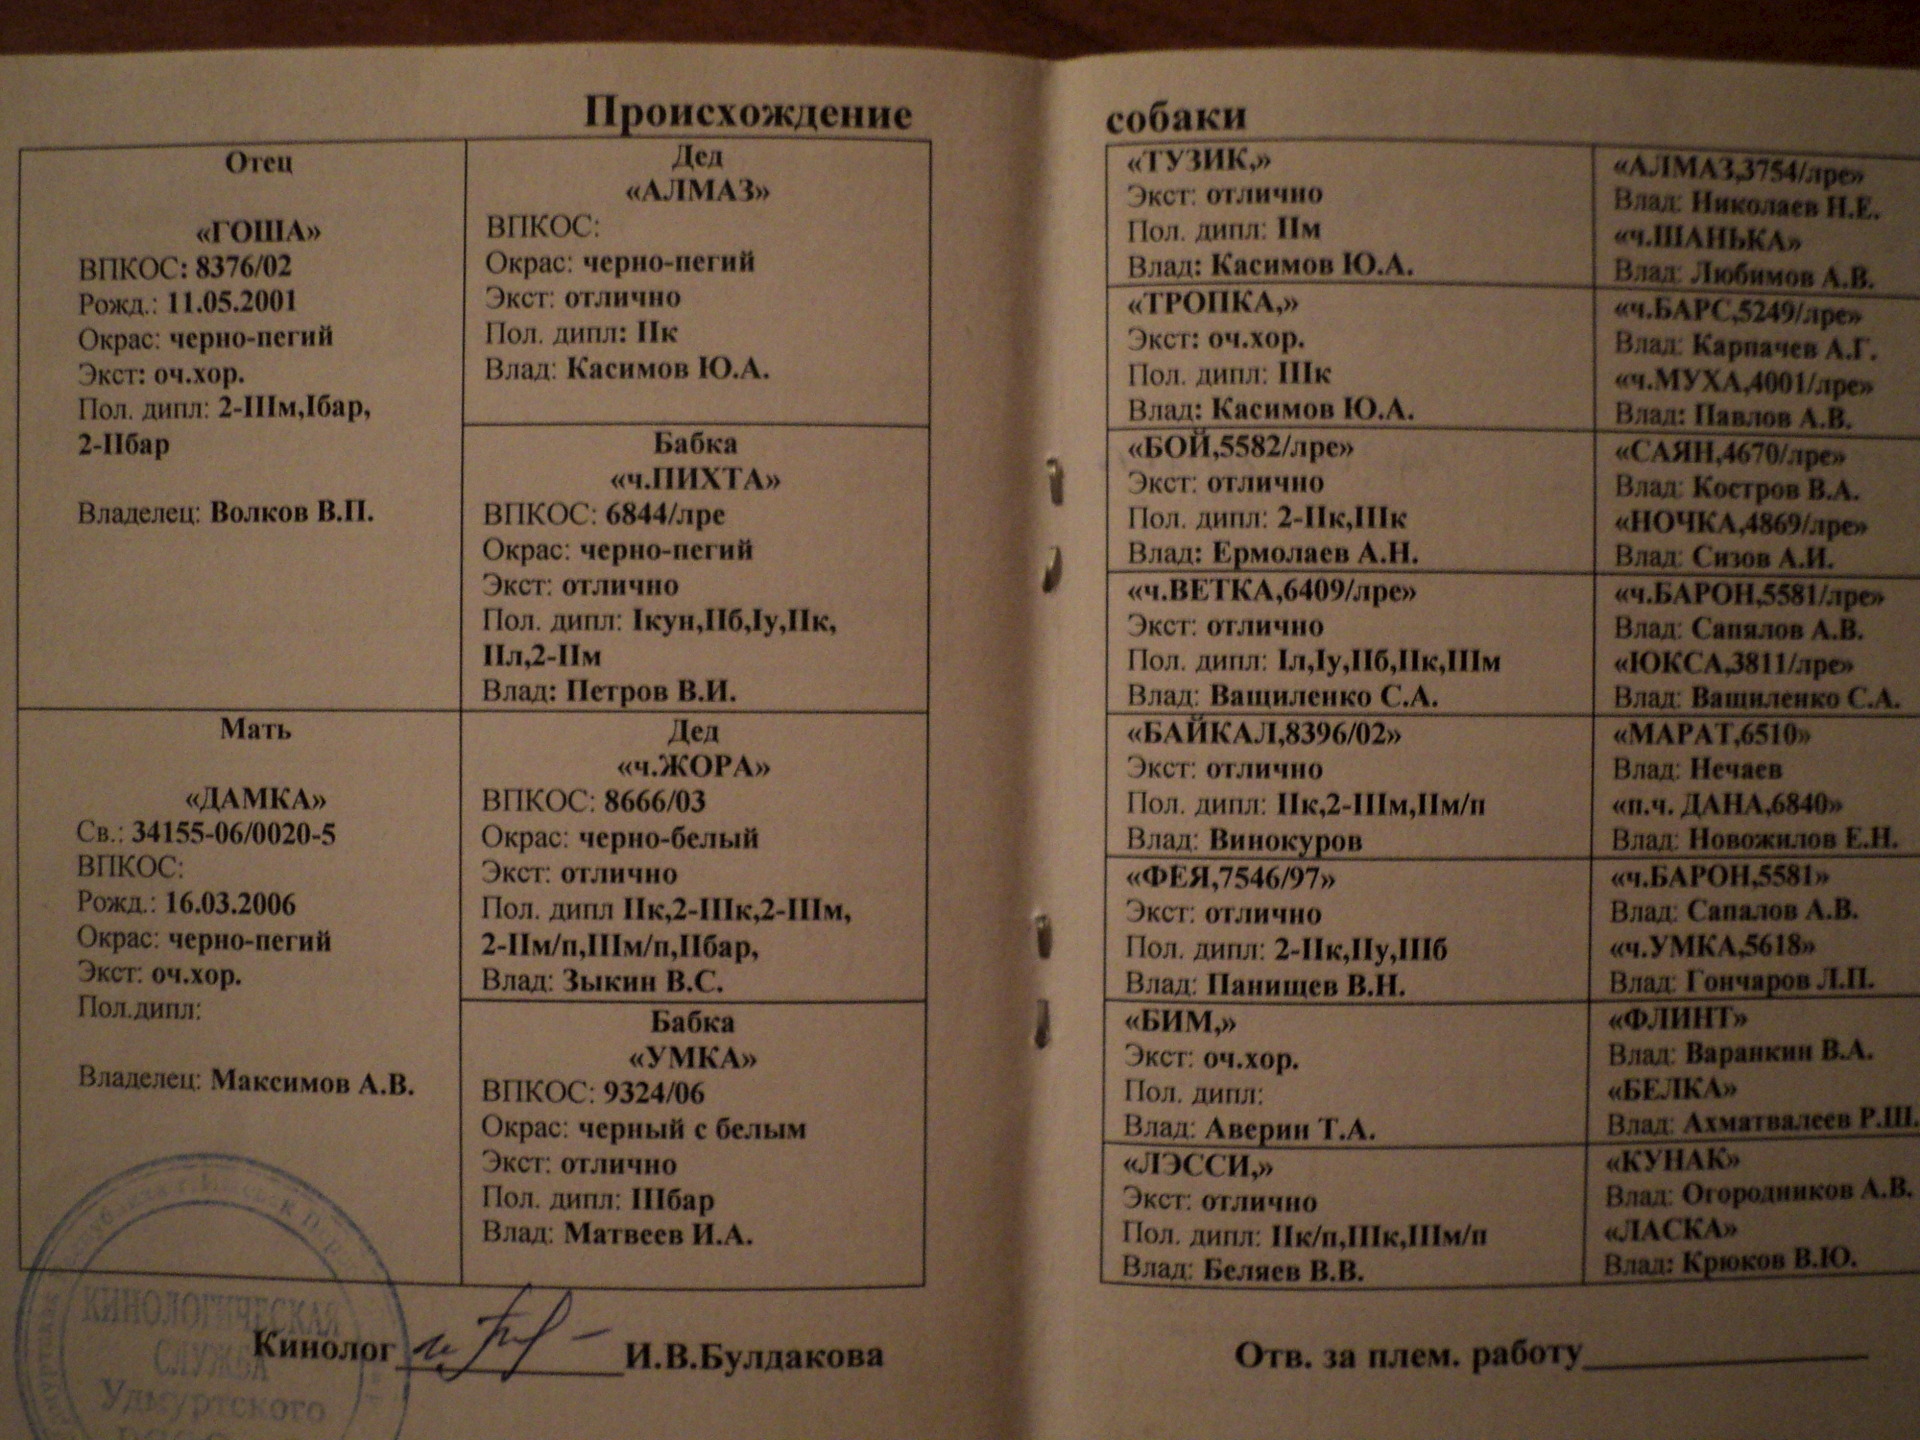 Происхождение собаки
Отец
«ГОША»
ВПКОС: 8376/02
Рожд.: 11.05.2001
Окрас: черно-пегий
Экст: оч.хор.
Пол. дипл: 2-IIIм,Iбар,
2-IIбар
Владелец: Волков В.П.
Дед
«АЛМАЗ»
ВПКОС:
Окрас: черно-пегий
Экст: отлично
Пол. дипл: IIк
Влад: Касимов Ю.А.
Бабка
«ч.ПИХТА»
ВПКОС: 6844/лре
Окрас: черно-пегий
Экст: отлично
Пол. дипл: Iкун,IIб,Iу,IIк,
IIл,2-IIм
Влад: Петров В.И.
Мать
«ДАМКА»
Св.: 34155-06/0020-5
ВПКОС:
Рожд.: 16.03.2006
Окрас: черно-пегий
Экст: оч.хор.
Пол.дипл:
Владелец: Максимов А.В.
Дед
«ч.ЖОРА»
ВПКОС: 8666/03
Окрас: черно-белый
Экст: отлично
Пол. дипл IIк,2-IIIк,2-IIIм,
2-IIм/п,IIIм/п,IIбар,
Влад: Зыкин В.С.
Бабка
«УМКА»
ВПКОС: 9324/06
Окрас: черный с белым
Экст: отлично
Пол. дипл: IIIбар
Влад: Матвеев И.А.
КИНОЛОГИЧЕСКАЯ
СЛУЖБА
Удмуртского
Кинолог И.В.Булдакова
«ТУЗИК,»
Экст: отлично
Пол. дипл: IIм
Влад: Касимов Ю.А.
«ТРОПКА,»
Экст: оч.хор.
Пол. дипл: IIIк
Влад: Касимов Ю.А.
«БОЙ,5582/лре»
Экст: отлично
Пол. дипл: 2-IIк,IIIк
Влад: Ермолаев А.Н.
«ч.ВЕТКА,6409/лре»
Экст: отлично
Пол. дипл: Iл,Iу,IIб,IIк,IIIм
Влад: Ващиленко С.А.
«БАЙКАЛ,8396/02»
Экст: отлично
Пол. дипл: IIк,2-IIIм,IIм/п
Влад: Винокуров
«ФЕЯ,7546/97»
Экст: отлично
Пол. дипл: 2-IIк,IIу,IIIб
Влад: Панищев В.Н.
«БИМ,»
Экст: оч.хор.
Пол. дипл:
Влад: Аверин Т.А.
«ЛЭССИ,»
Экст: отлично
Пол. дипл: IIк/п,IIIк,IIIм/п
Влад: Беляев В.В.
«АЛМАЗ,3754/лре»
Влад: Николаев Н.Е.
«ч.ШАНЬКА»
Влад: Любимов А.В.
«ч.БАРС,5249/лре»
Влад: Карпачев А.Г.
«ч.МУХА,4001/лре»
Влад: Павлов А.В.
«САЯН,4670/лре»
Влад: Костров В.А.
«НОЧКА,4869/лре»
Влад: Сизов А.И.
«ч.БАРОН,5581/лре»
Влад: Сапялов А.В.
«ЮКСА,3811/лре»
Влад: Ващиленко С.А.
«МАРАТ,6510»
Влад: Нечаев
«п.ч. ДАНА,6840»
Влад: Новожилов Е.Н.
«ч.БАРОН,5581»
Влад: Сапалов А.В.
«ч.УМКА,5618»
Влад: Гончаров Л.П.
«ФЛИНТ»
Влад: Варанкин В.А.
«БЕЛКА»
Влад: Ахматвалеев Р.Ш.
«КУНАК»
Влад: Огородников А.В.
«ЛАСКА»
Влад: Крюков В.Ю.
Отв. за плем. работу